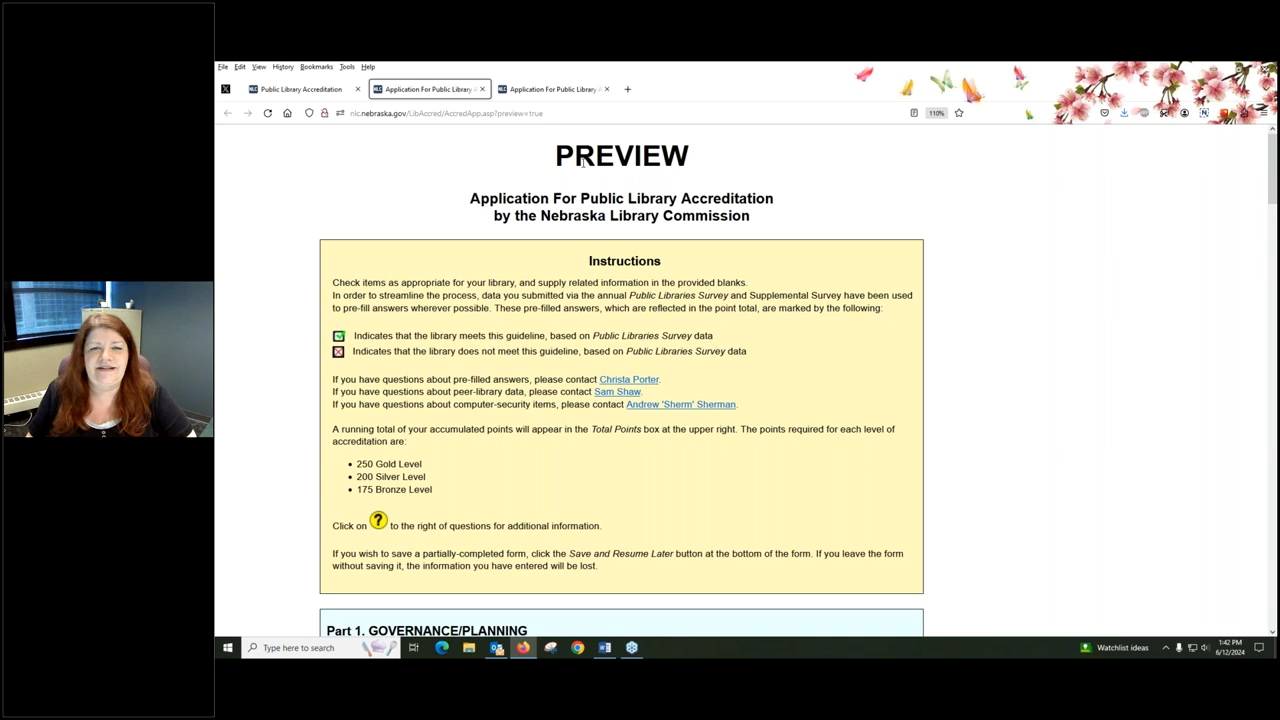 File Edit View History Bookmarks Tools Help
X NLC Public Library Accreditation × NLC Application For Public Library × NLC Application For Public Library A × +
nlc.nebraska.gov/LibAccred/AccredApp.asp?preview=true 110%
PREVIEW
Application For Public Library Accreditation
by the Nebraska Library Commission
Instructions
Check items as appropriate for your library, and supply related information in the provided blanks.
In order to streamline the process, data you submitted via the annual Public Libraries Survey and Supplemental Survey have been used
to pre-fill answers wherever possible. These pre-filled answers, which are reflected in the point total, are marked by the following:
Indicates that the library meets this guideline, based on Public Libraries Survey data
Indicates that the library does not meet this guideline, based on Public Libraries Survey data
If you have questions about pre-filled answers, please contact Christa Porter.
If you have questions about peer-library data, please contact Sam Shaw.
If you have questions about computer-security items, please contact Andrew 'Sherm' Sherman.
A running total of your accumulated points will appear in the Total Points box at the upper right. The points required for each level of
accreditation are:
• 250 Gold Level
• 200 Silver Level
• 175 Bronze Level
Click on ? to the right of questions for additional information.
If you wish to save a partially-completed form, click the Save and Resume Later button at the bottom of the form. If you leave the form
without saving it, the information you have entered will be lost.
Part 1. GOVERNANCE/PLANNING
Type here to search
Watchlist ideas
1:42 PM
6/12/2024